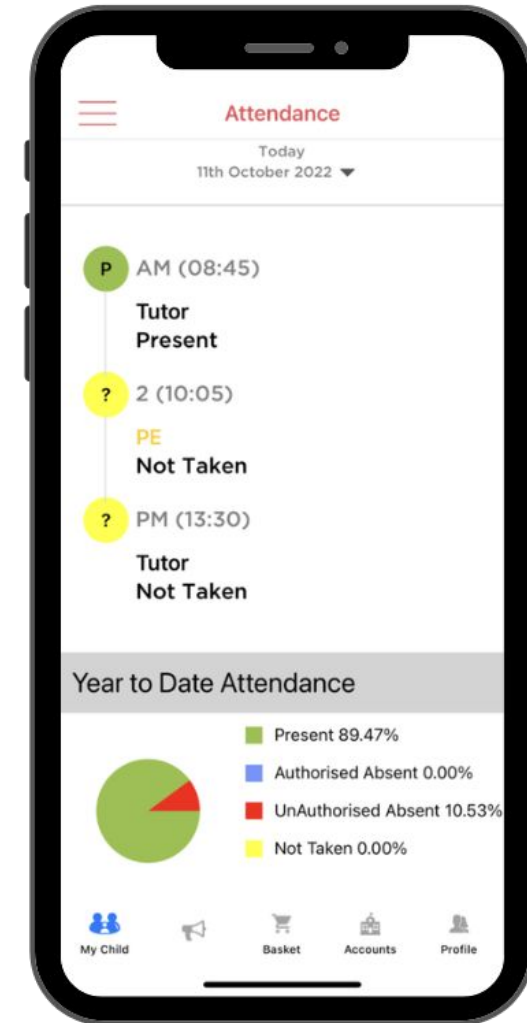 Attendance
Today
11th October 2022
P AM (08:45)
Tutor
Present
? 2 (10:05)
PE
Not Taken
? PM (13:30)
Tutor
Not Taken
Year to Date Attendance
Present 89.47%
Authorised Absent 0.00%
UnAuthorised Absent 10.53%
Not Taken 0.00%
My Child Basket Accounts Profile